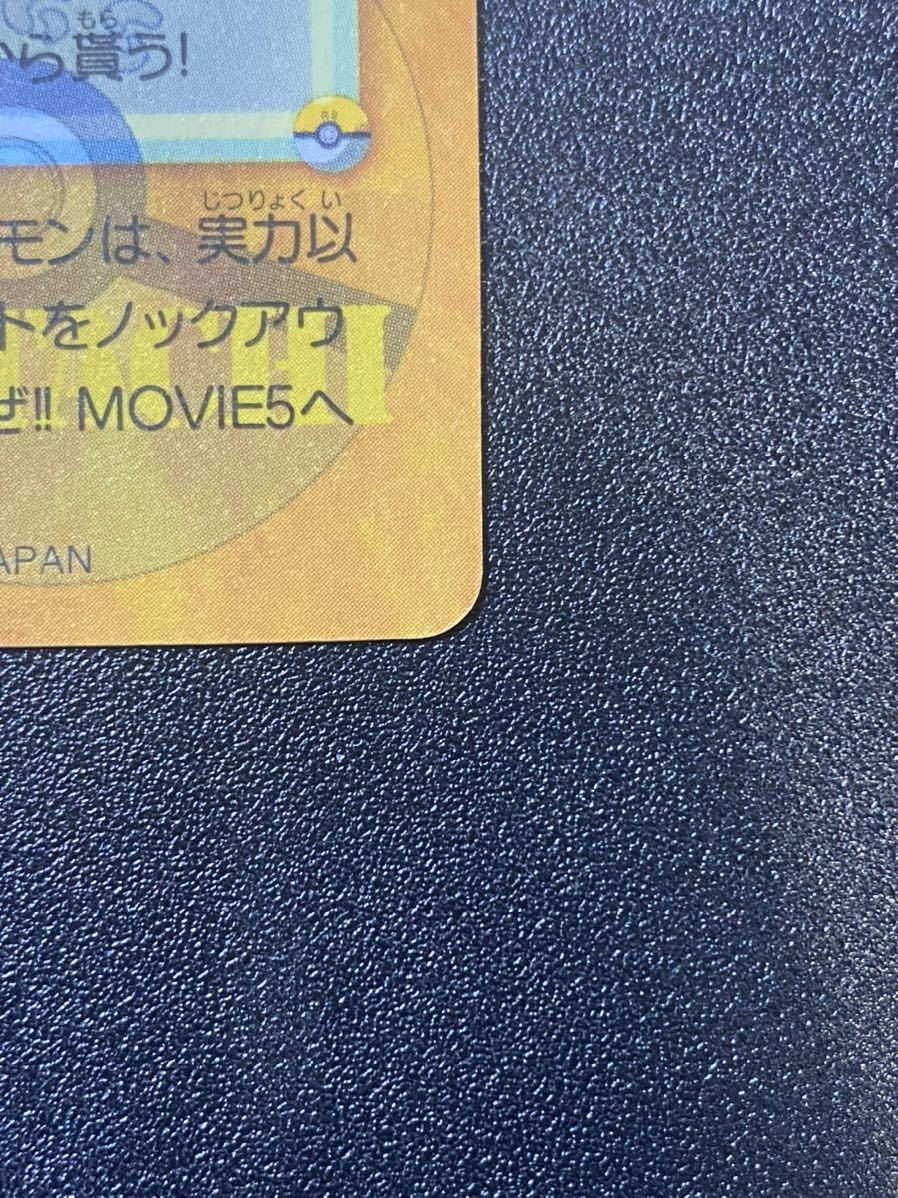 もら
から貰う!
じつりょく い
モンは、実力以
トをノックアウ
ぜ!! MOVIE5へ
APAN